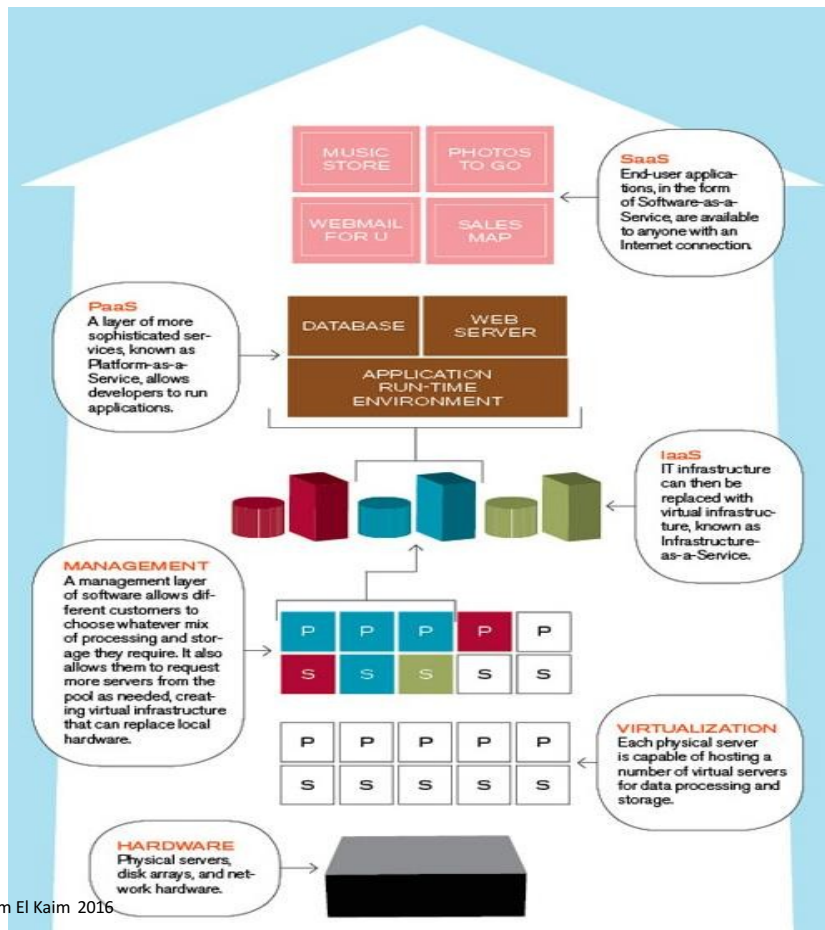 MUSIC
STORE
PHOTOS
TO GO
WEBMAIL
FOR U
SALES
MAP
SaaS
End-user applica-
tions, in the form
of Software-as-a-
Service, are available
to anyone with an
Internet connection.
PaaS
A layer of more
sophisticated ser-
vices, known as
Platform-as-a-
Service, allows
developers to run
applications.
DATABASE
WEB
SERVER
APPLICATION
RUN-TIME
ENVIRONMENT
IaaS
IT infrastructure
can then be
replaced with
virtual infrastruc-
ture, known as
Infrastructure-
as-a-Service.
MANAGEMENT
A management layer
of software allows dif-
ferent customers to
choose whatever mix
of processing and stor-
age they require. It also
allows them to request
more servers from the
pool as needed, creat-
ing virtual infrastructure
that can replace local
hardware.
P P P P P
S S S S S
P P P P P
S S S S S
VIRTUALIZATION
Each physical server
is capable of hosting a
number of virtual servers
for data processing and
storage.
HARDWARE
Physical servers,
disk arrays, and net-
work hardware.
m El Kaim 2016